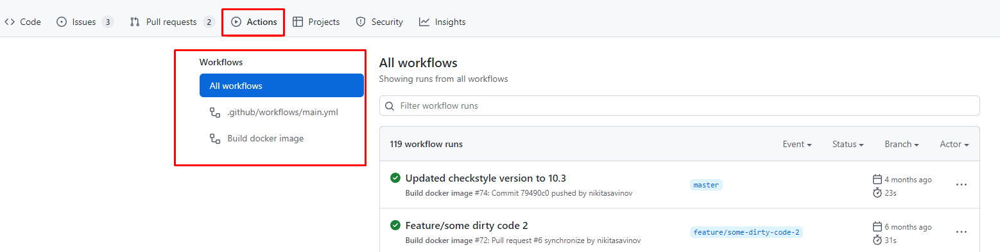 Code Issues 3 Pull requests 2 Actions Projects Security Insights
Workflows
All workflows
.github/workflows/main.yml
Build docker image
All workflows
Showing runs from all workflows
Filter workflow runs
119 workflow runs Event Status Branch Actor
Updated checkstyle version to 10.3
Build docker image #74: Commit 79490c0 pushed by nikitasavinov
master
4 months ago
23s
Feature/some dirty code 2
Build docker image #72: Pull request #6 synchronize by nikitasavinov
feature/some-dirty-code-2
6 months ago
31s